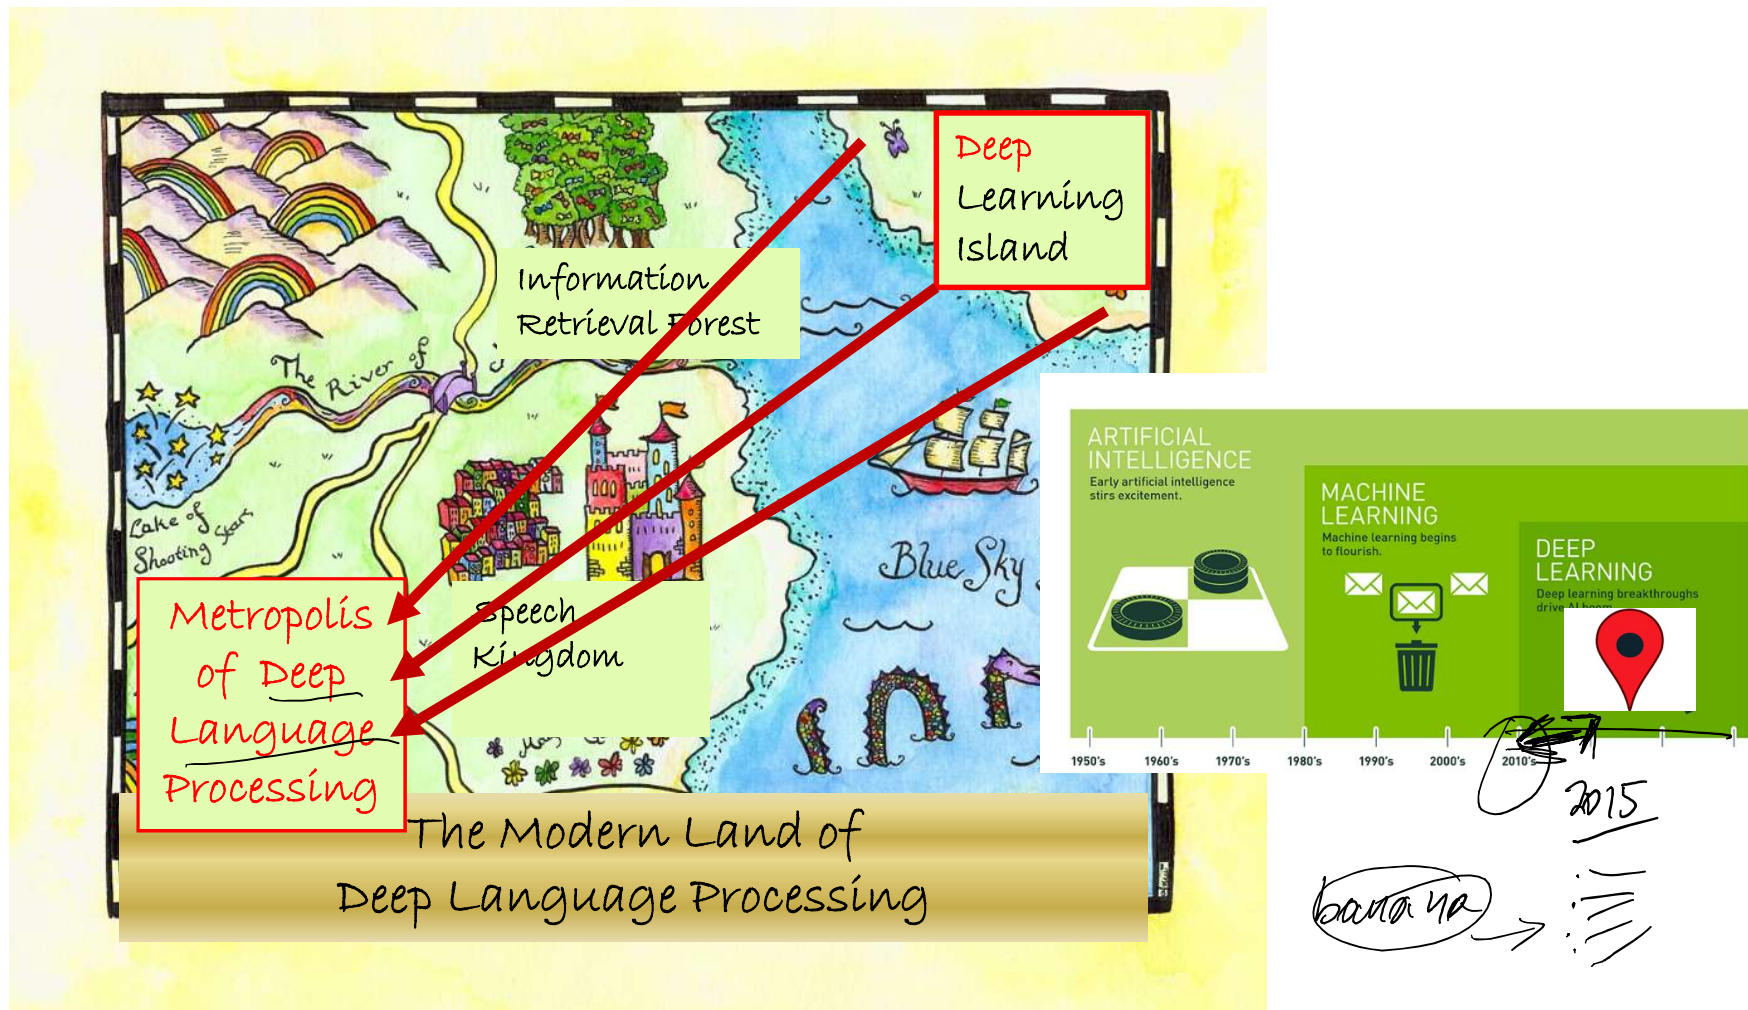 Deep
Learning
Island
Information
Retrieval Forest
The River of
Lake of
Shooting Stars
Blue Sky
Speech
Kingdom
Metropolis
of Deep
Language
Processing
The Modern Land of
Deep Language Processing
ARTIFICIAL
INTELLIGENCE
Early artificial intelligence
stirs excitement.
MACHINE
LEARNING
Machine learning begins
to flourish.
DEEP
LEARNING
Deep learning breakthroughs
drive AI boom.
1950's 1960's 1970's 1980's 1990's 2000's 2010's
2015
banana